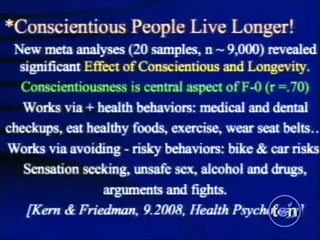 *Conscientious People Live Longer!
New meta analyses (20 samples, n ~ 9,000) revealed
significant Effect of Conscientious and Longevity.
Conscientiousness is central aspect of F-0 (r =.70)
Works via + health behaviors: medical and dental
checkups, eat healthy foods, exercise, wear seat belts…
Works via avoiding - risky behaviors: bike & car risks
Sensation seeking, unsafe sex, alcohol and drugs,
arguments and fights.
[Kern & Friedman, 9.2008, Health